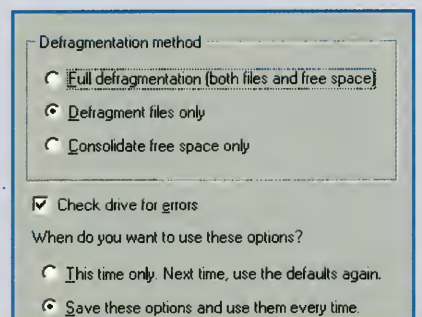 Defragmentation method
Full defragmentation (both files and free space)
Defragment files only
Consolidate free space only
Check drive for errors
When do you want to use these options?
This time only. Next time, use the defaults again.
Save these options and use them every time.